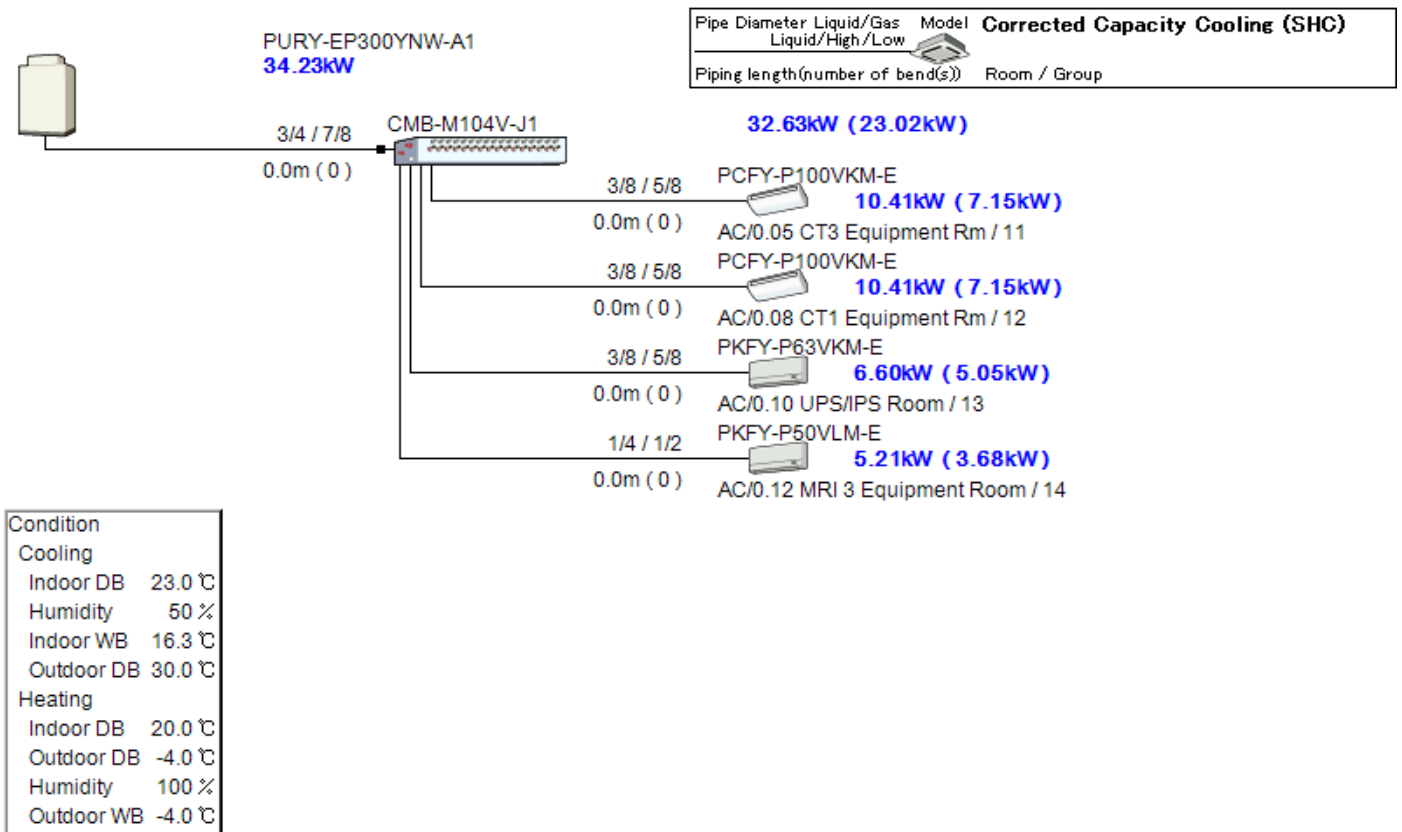 PURY-EP300YNW-A1
34.23kW
Pipe Diameter Liquid/Gas Model Corrected Capacity Cooling (SHC)
Liquid/High/Low
Piping length(number of bend(s)) Room / Group
3/4 / 7/8
0.0m ( 0 )
CMB-M104V-J1
32.63kW (23.02kW)
3/8 / 5/8
0.0m ( 0 )
PCFY-P100VKM-E
10.41kW (7.15kW)
AC/0.05 CT3 Equipment Rm / 11
3/8 / 5/8
0.0m ( 0 )
PCFY-P100VKM-E
10.41kW (7.15kW)
AC/0.08 CT1 Equipment Rm / 12
3/8 / 5/8
0.0m ( 0 )
PKFY-P63VKM-E
6.60kW (5.05kW)
AC/0.10 UPS/IPS Room / 13
1/4 / 1/2
0.0m ( 0 )
PKFY-P50VLM-E
5.21kW (3.68kW)
AC/0.12 MRI 3 Equipment Room / 14
Condition
Cooling
Indoor DB 23.0 ℃
Humidity 50 %
Indoor WB 16.3 ℃
Outdoor DB 30.0 ℃
Heating
Indoor DB 20.0 ℃
Outdoor DB -4.0 ℃
Humidity 100 %
Outdoor WB -4.0 ℃